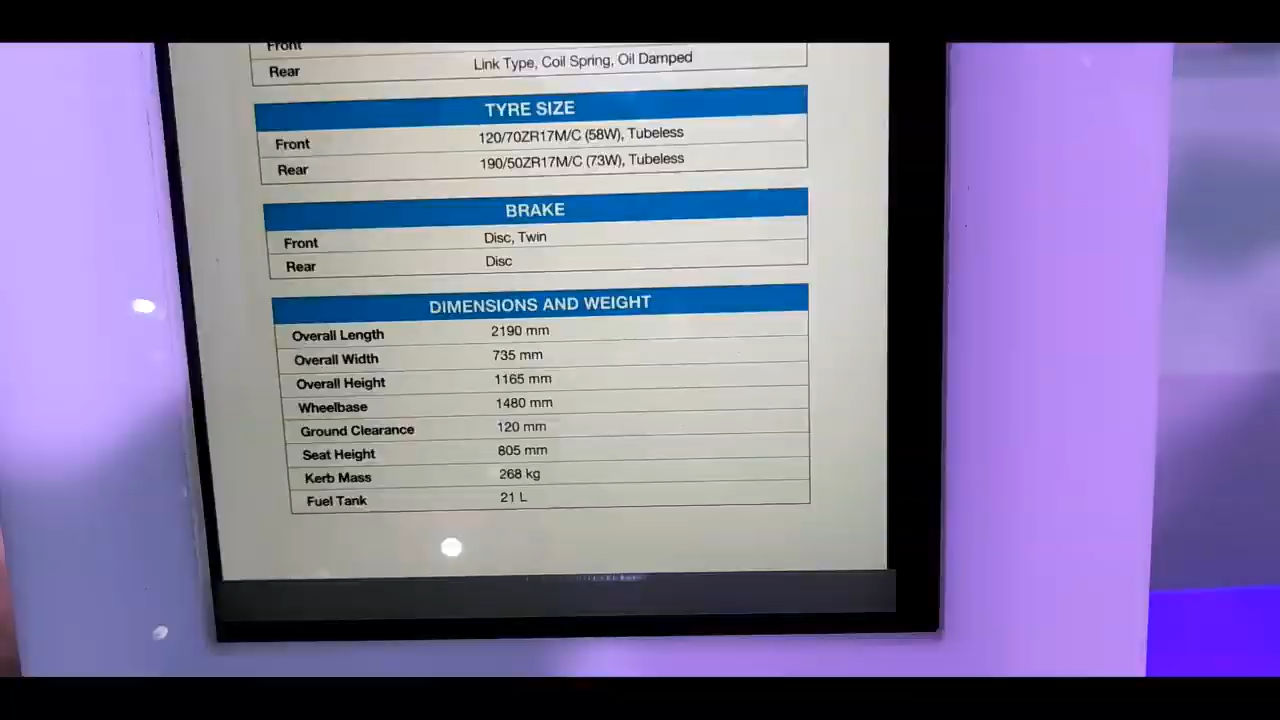 Front
Rear Link Type, Coil Spring, Oil Damped
TYRE SIZE
Front 120/70ZR17M/C (58W), Tubeless
Rear 190/50ZR17M/C (73W), Tubeless
BRAKE
Front Disc, Twin
Rear Disc
DIMENSIONS AND WEIGHT
Overall Length 2190 mm
Overall Width 735 mm
Overall Height 1165 mm
Wheelbase 1480 mm
Ground Clearance 120 mm
Seat Height 805 mm
Kerb Mass 268 kg
Fuel Tank 21 L